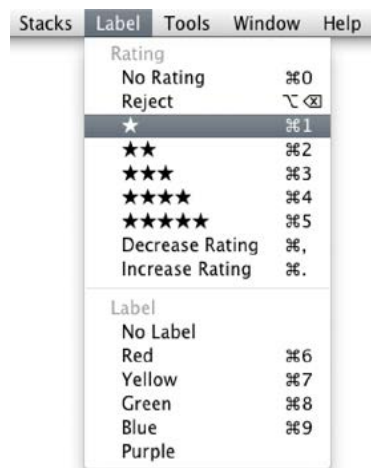 Stacks Label Tools Window Help
Rating
No Rating ⌘0
Reject ⌥⌫
★ ⌘1
★★ ⌘2
★★★ ⌘3
★★★★ ⌘4
★★★★★ ⌘5
Decrease Rating ⌘,
Increase Rating ⌘.
Label
No Label
Red ⌘6
Yellow ⌘7
Green ⌘8
Blue ⌘9
Purple